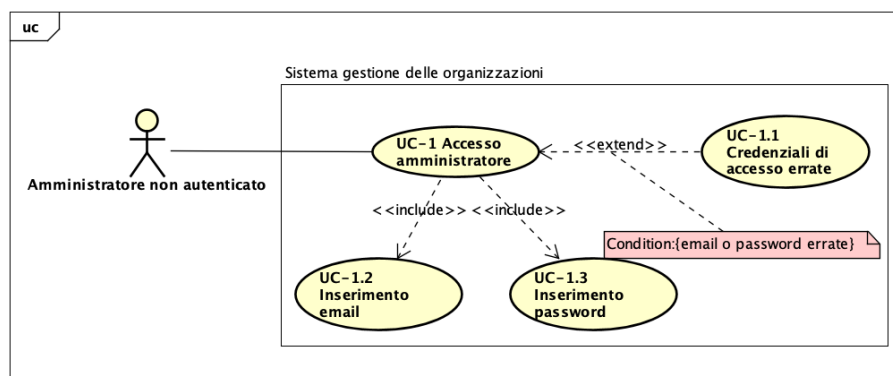 uc
Sistema gestione delle organizzazioni
UC-1 Accesso
amministratore
<<extend>>
UC-1.1
Credenziali di
accesso errate
Amministratore non autenticato
<<include>>
<<include>>
Condition:{email o password errate}
UC-1.2
Inserimento
email
UC-1.3
Inserimento
password